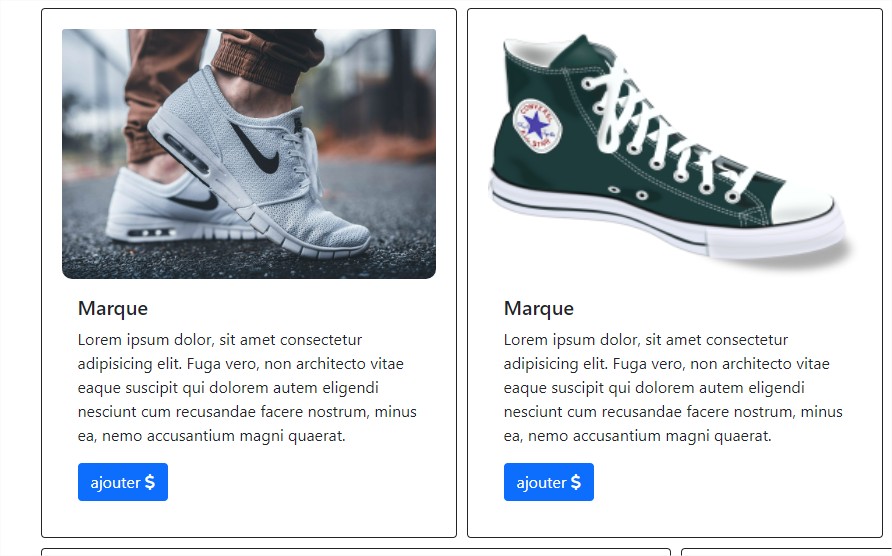 CONVERSE
ALL STAR
Marque
Lorem ipsum dolor, sit amet consectetur
adipisicing elit. Fuga vero, non architecto vitae
eaque suscipit qui dolorem autem eligendi
nesciunt cum recusandae facere nostrum, minus
ea, nemo accusantium magni quaerat.
ajouter $
Marque
Lorem ipsum dolor, sit amet consectetur
adipisicing elit. Fuga vero, non architecto vitae
eaque suscipit qui dolorem autem eligendi
nesciunt cum recusandae facere nostrum, minus
ea, nemo accusantium magni quaerat.
ajouter $